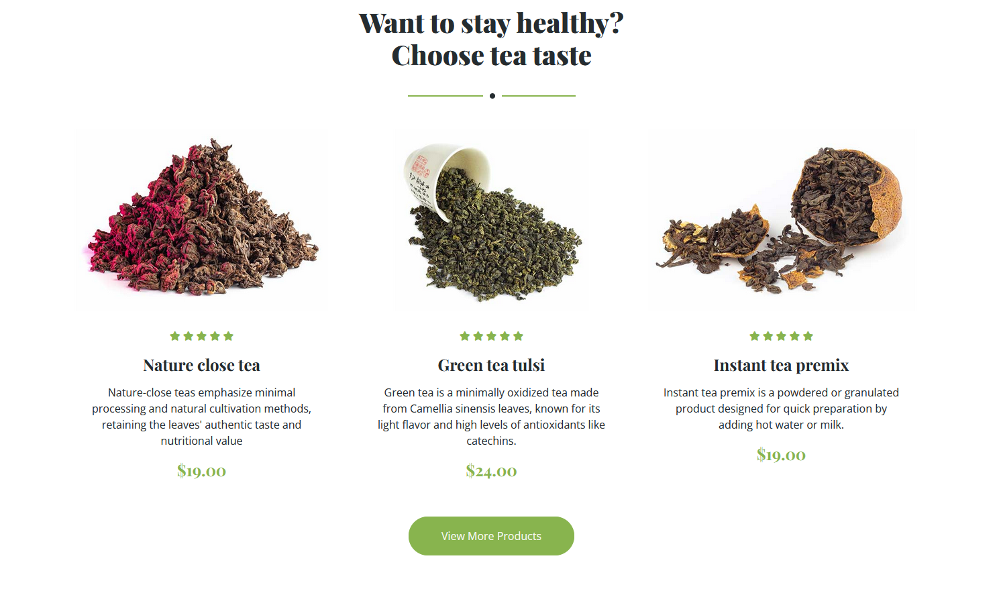 Want to stay healthy?
Choose tea taste
Nature close tea
Nature-close teas emphasize minimal
processing and natural cultivation methods,
retaining the leaves' authentic taste and
nutritional value
$19.00
Green tea tulsi
Green tea is a minimally oxidized tea made
from Camellia sinensis leaves, known for its
light flavor and high levels of antioxidants like
catechins.
$24.00
Instant tea premix
Instant tea premix is a powdered or granulated
product designed for quick preparation by
adding hot water or milk.
$19.00
View More Products